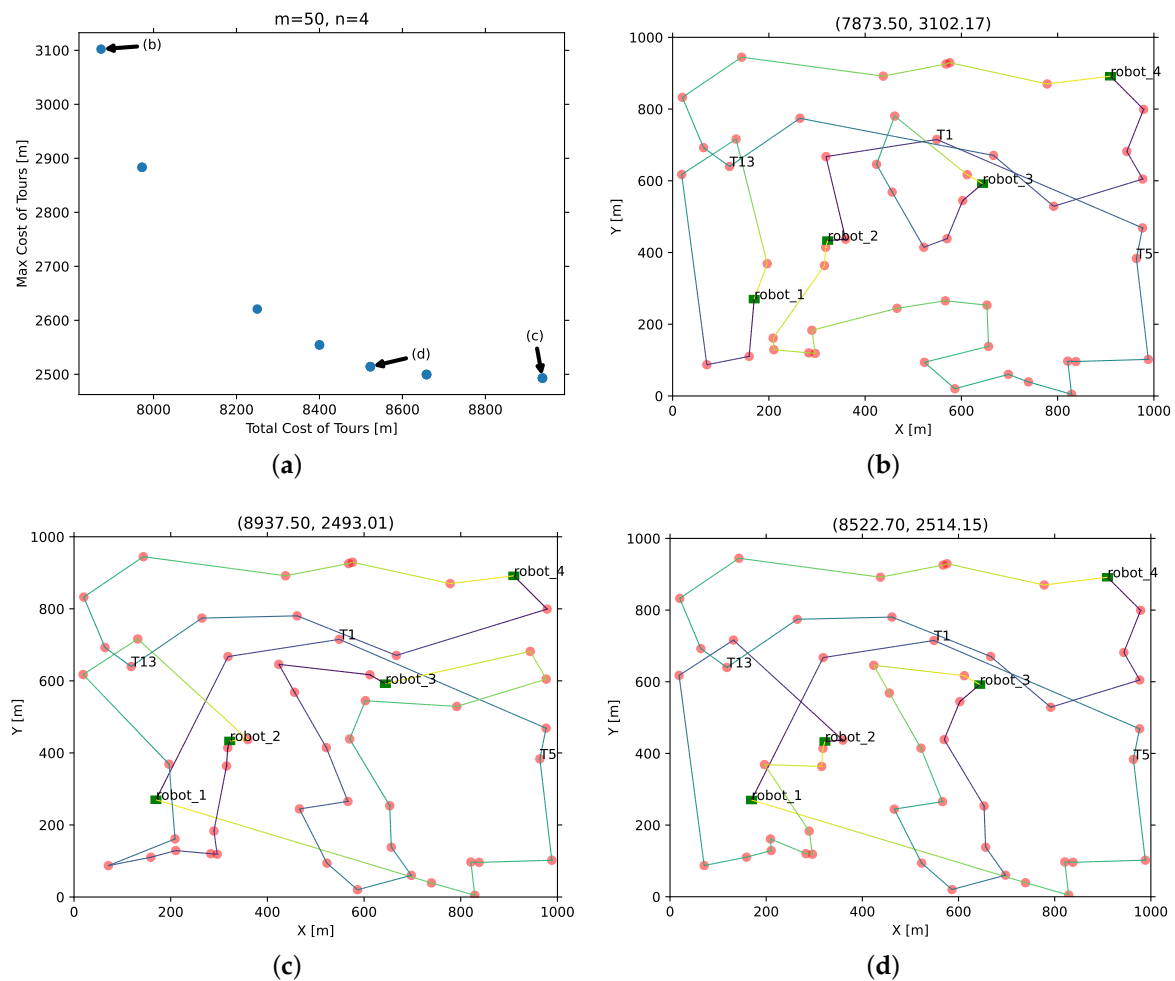 m=50, n=4
3100
3000
2900
2800
2700
2600
2500
Max Cost of Tours [m]
(b)
(c)
(d)
8000 8200 8400 8600 8800
Total Cost of Tours [m]
(a)
(7873.50, 3102.17)
1000
800
600
400
200
0
Y [m]
robot_4
T1
T13
robot_3
robot_2
T5
robot_1
0 200 400 600 800 1000
X [m]
(b)
(8937.50, 2493.01)
1000
800
600
400
200
0
Y [m]
robot_4
T1
T13
robot_3
robot_2
T5
robot_1
0 200 400 600 800 1000
X [m]
(c)
(8522.70, 2514.15)
1000
800
600
400
200
0
Y [m]
robot_4
T1
T13
robot_3
robot_2
T5
robot_1
0 200 400 600 800 1000
X [m]
(d)